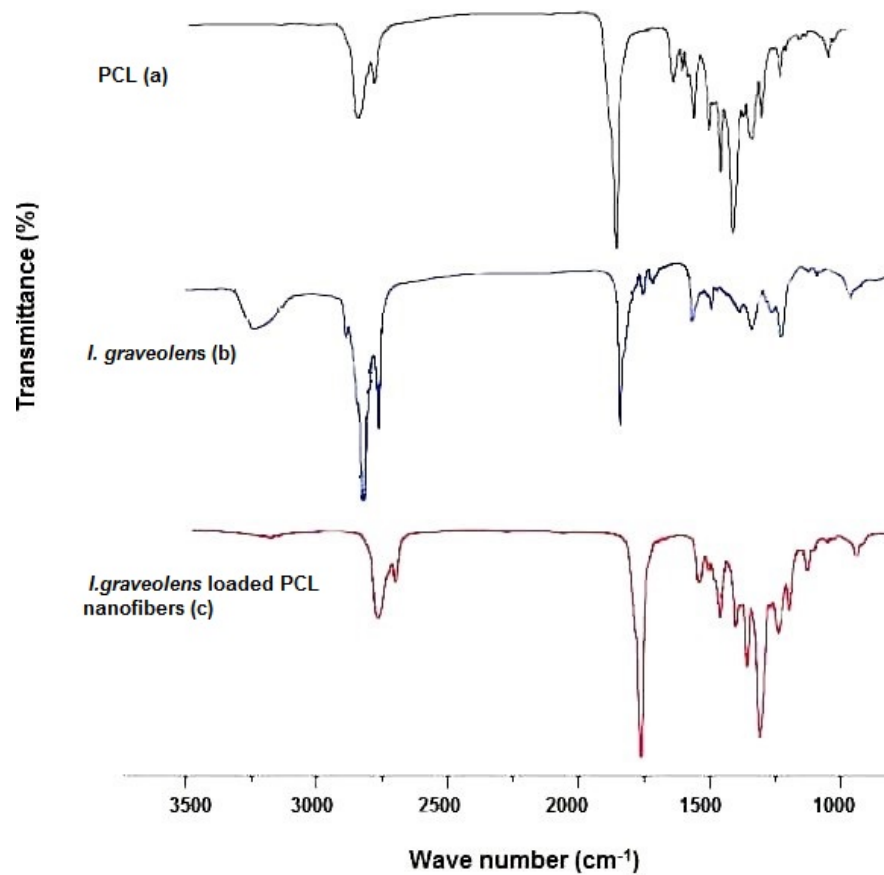 PCL (a)
Transmittance (%)
I. graveolens (b)
I.graveolens loaded PCL
nanofibers (c)
3500 3000 2500 2000 1500 1000
Wave number (cm⁻¹)